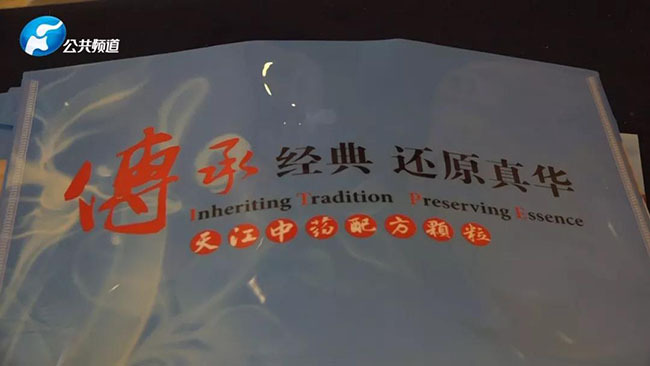 公共频道
傳承 经典 还原真华
Inheriting Tradition Preserving Essence
天江中药配方顆粒